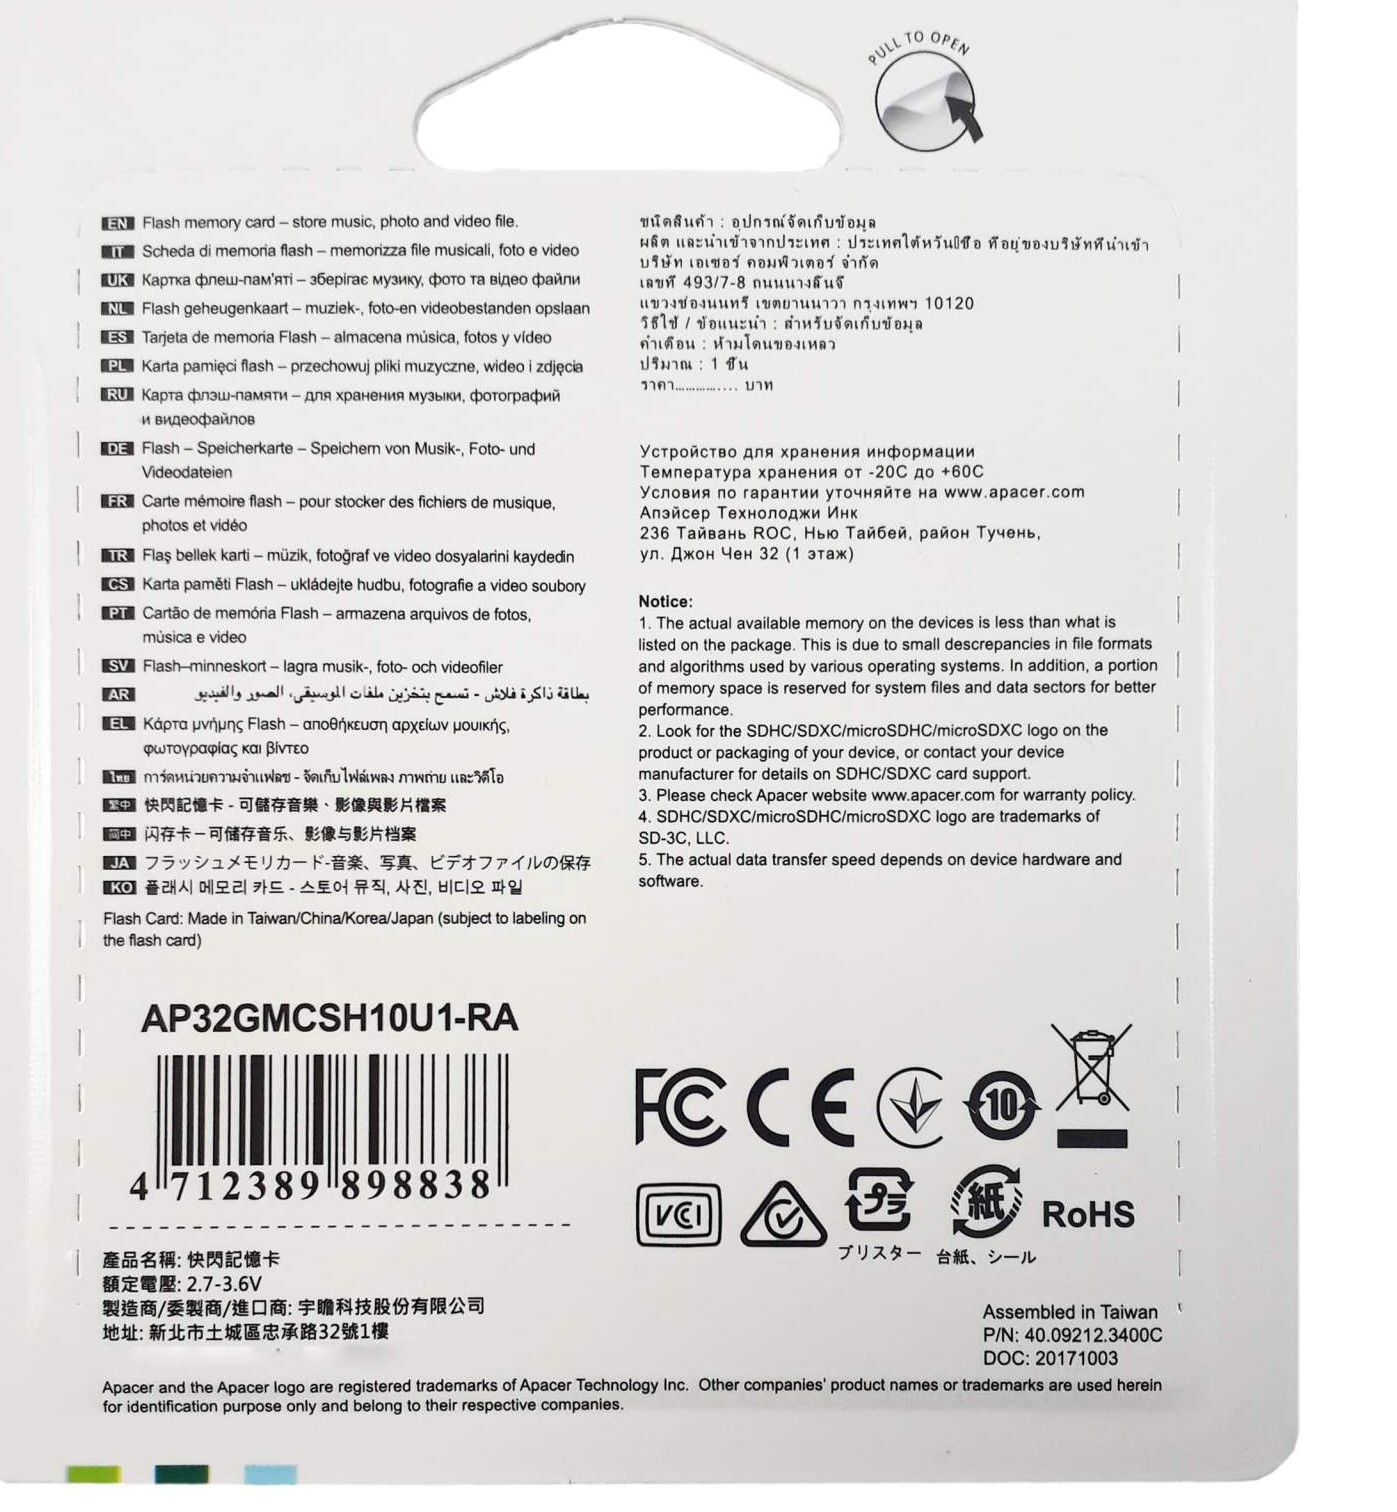 PULL TO OPEN
EN Flash memory card – store music, photo and video file.
IT Scheda di memoria flash – memorizza file musicali, foto e video
UK Картка флеш-пам'яті – зберігає музику, фото та відео файли
NL Flash geheugenkaart – muziek-, foto-en videobestanden opslaan
ES Tarjeta de memoria Flash – almacena música, fotos y vídeo
PL Karta pamięci flash – przechowuj pliki muzyczne, wideo i zdjęcia
RU Карта флэш-памяти – для хранения музыки, фотографий
и видеофайлов
DE Flash – Speicherkarte – Speichern von Musik-, Foto- und
Videodateien
FR Carte mémoire flash – pour stocker des fichiers de musique,
photos et vidéo
TR Flaş bellek karti – müzik, fotoğraf ve video dosyalarini kaydedin
CS Karta paměti Flash – ukládejte hudbu, fotografie a video soubory
PT Cartão de memória Flash – armazena arquivos de fotos,
música e video
SV Flash–minneskort – lagra musik-, foto- och videofiler
AR بطاقة ذاكرة فلاش - تسمح بتخزين ملفات الموسيقى، الصور والفيديو
EL Κάρτα μνήμης Flash – αποθήκευση αρχείων μουικής,
φωτογραφίας και βίντεο
ไทย การ์ดหน่วยความจำแฟลช - จัดเก็บไฟล์เพลง ภาพถ่าย และวิดีโอ
繁中 快閃記憶卡 - 可儲存音樂、影像與影片檔案
简中 闪存卡 – 可储存音乐、影像与影片档案
JA フラッシュメモリカード-音楽、写真、ビデオファイルの保存
KO 플래시 메모리 카드 - 스토어 뮤직, 사진, 비디오 파일
Flash Card: Made in Taiwan/China/Korea/Japan (subject to labeling on
the flash card)
AP32GMCSH10U1-RA
4 712389 898838
產品名稱: 快閃記憶卡
額定電壓: 2.7-3.6V
製造商/委製商/進口商: 宇瞻科技股份有限公司
地址: 新北市土城區忠承路32號1樓
ชนิดสินค้า : อุปกรณ์จัดเก็บข้อมูล
ผลิต และนำเข้าจากประเทศ : ประเทศไต้หวัน ชื่อ ที่อยู่ของบริษัทที่นำเข้า
บริษัท เอเซอร์ คอมพิวเตอร์ จำกัด
เลขที่ 493/7-8 ถนนนางลิ้นจี่
แขวงช่องนนทรี เขตยานนาวา กรุงเทพฯ 10120
วิธีใช้ / ข้อแนะนำ : สำหรับจัดเก็บข้อมูล
คำเตือน : ห้ามโดนของเหลว
ปริมาณ : 1 ชิ้น
ราคา................ บาท
Устройство для хранения информации
Температура хранения от -20С до +60С
Условия по гарантии уточняйте на www.apacer.com
Апэйсер Технолоджи Инк
236 Тайвань ROC, Нью Тайбей, район Тучень,
ул. Джон Чен 32 (1 этаж)
Notice:
1. The actual available memory on the devices is less than what is
listed on the package. This is due to small descrepancies in file formats
and algorithms used by various operating systems. In addition, a portion
of memory space is reserved for system files and data sectors for better
performance.
2. Look for the SDHC/SDXC/microSDHC/microSDXC logo on the
product or packaging of your device, or contact your device
manufacturer for details on SDHC/SDXC card support.
3. Please check Apacer website www.apacer.com for warranty policy.
4. SDHC/SDXC/microSDHC/microSDXC logo are trademarks of
SD-3C, LLC.
5. The actual data transfer speed depends on device hardware and
software.
FC CE 10
VCCI プラ 紙 RoHS
ブリスター 台紙、シール
Assembled in Taiwan
P/N: 40.09212.3400C
DOC: 20171003
Apacer and the Apacer logo are registered trademarks of Apacer Technology Inc. Other companies' product names or trademarks are used herein
for identification purpose only and belong to their respective companies.